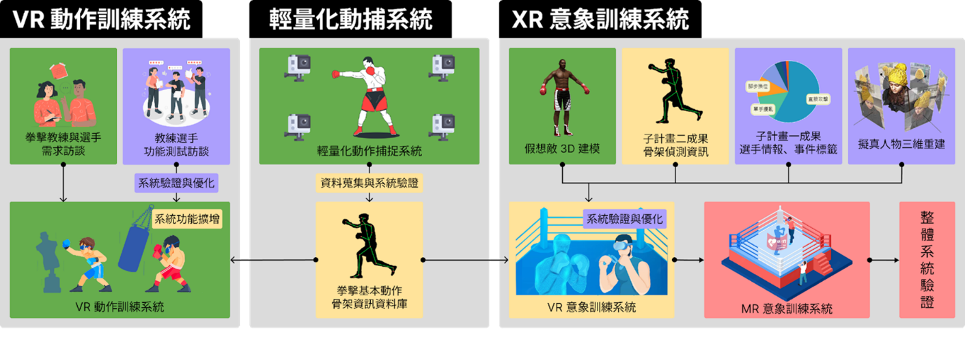 VR 動作訓練系統
拳擊教練與選手
需求訪談
教練選手
功能測試訪談
系統驗證與優化
系統功能擴增
VR 動作訓練系統
輕量化動捕系統
輕量化動作捕捉系統
資料蒐集與系統驗證
拳擊基本動作
骨架資訊資料庫
XR 意象訓練系統
假想敵 3D 建模
子計畫二成果
骨架偵測資訊
子計畫一成果
選手情報、事件標籤
擬真人物三維重建
系統驗證與優化
VR 意象訓練系統
MR 意象訓練系統
整體系統驗證